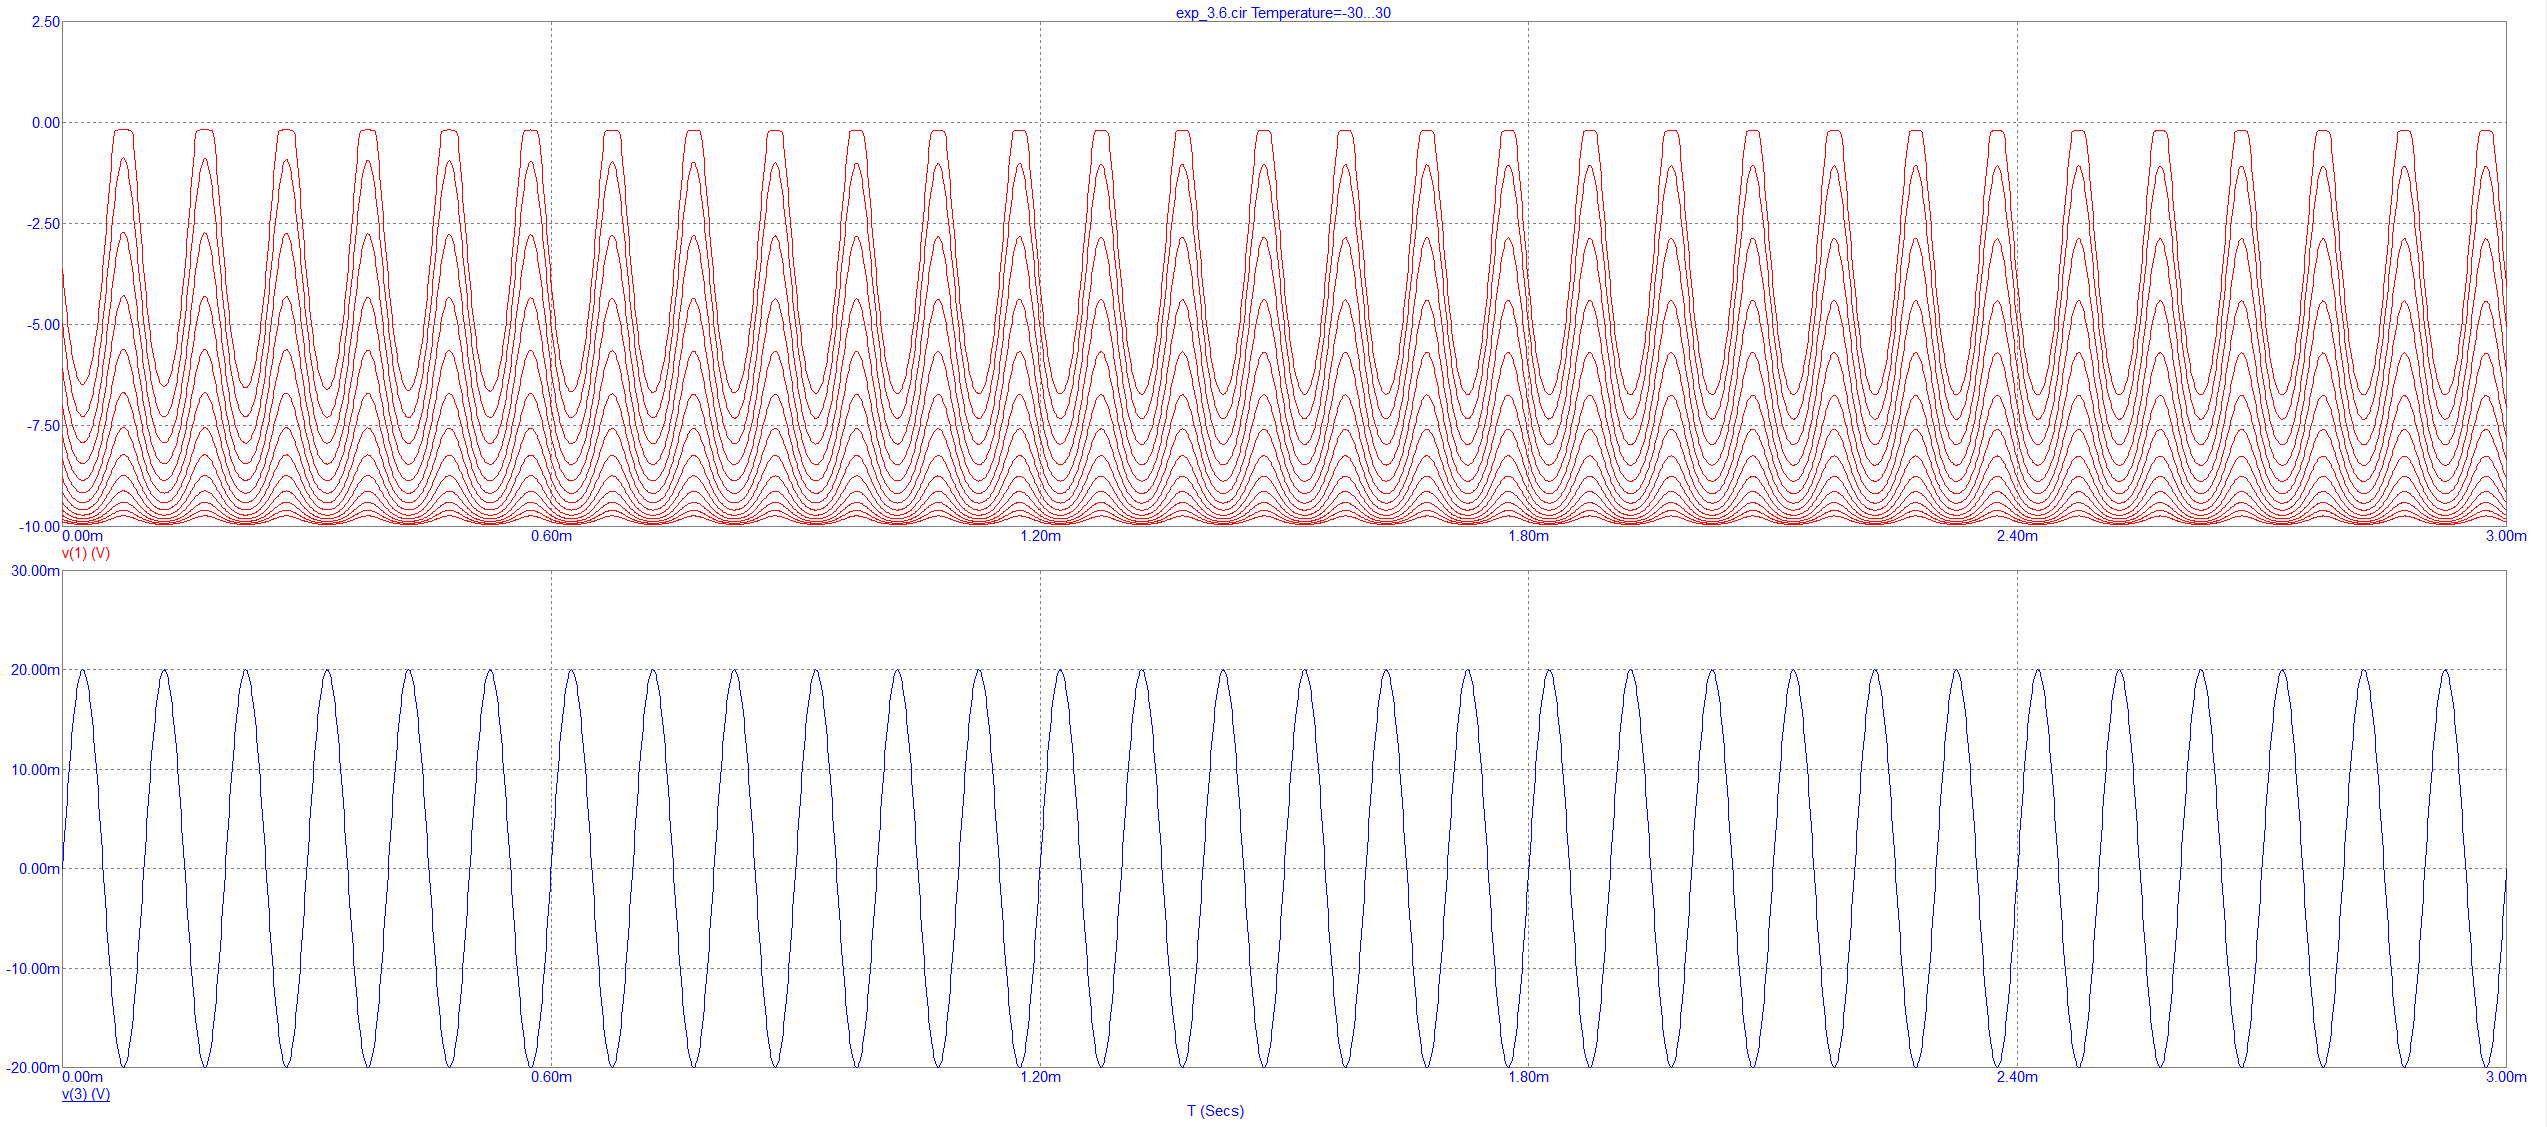 exp_3.6.cir Temperature=-30...30
2.50
0.00
-2.50
-5.00
-7.50
-10.00
0.00m 0.60m 1.20m 1.80m 2.40m 3.00m
v(1) (V)
30.00m
20.00m
10.00m
0.00m
-10.00m
-20.00m
0.00m 0.60m 1.20m 1.80m 2.40m 3.00m
v(3) (V)
T (Secs)